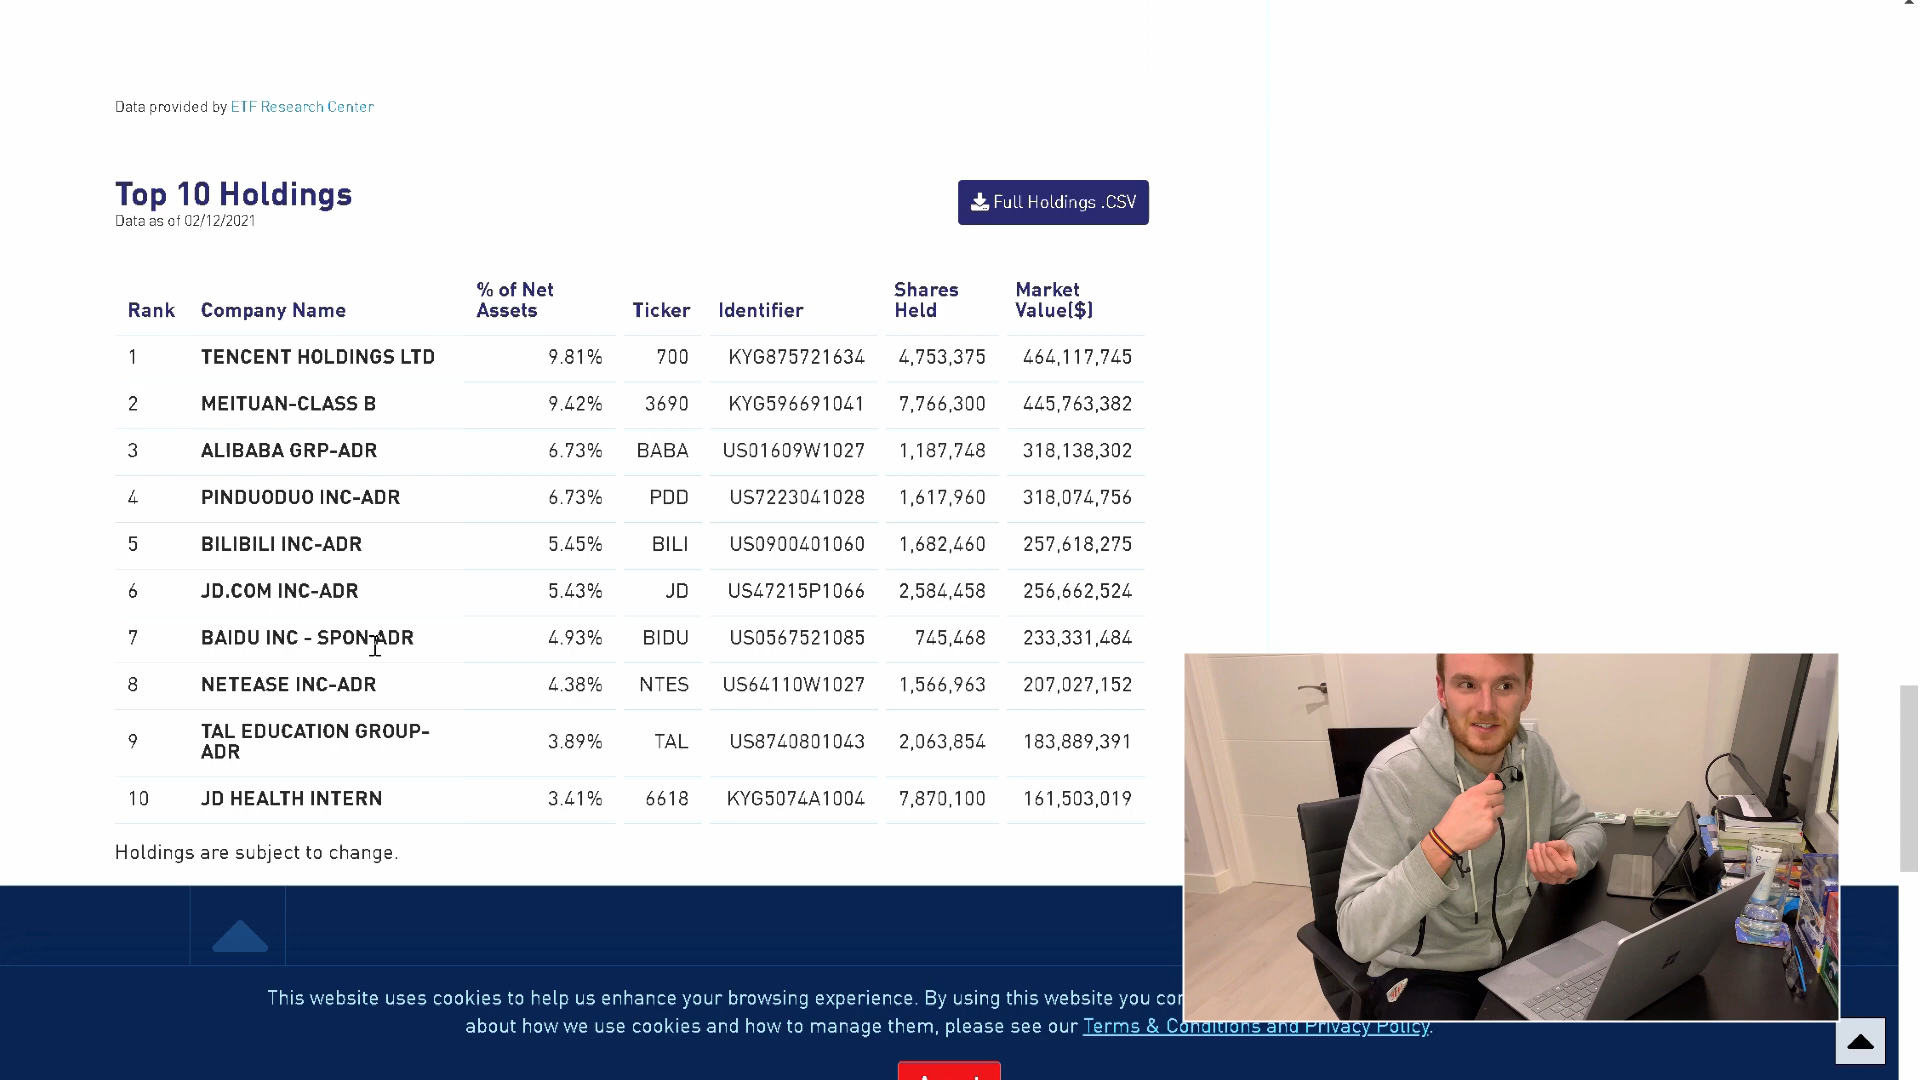 Data provided by ETF Research Center
Top 10 Holdings
Data as of 02/12/2021
Full Holdings .CSV
Rank Company Name % of Net Assets Ticker Identifier Shares Held Market Value($)
1 TENCENT HOLDINGS LTD 9.81% 700 KYG875721634 4,753,375 464,117,745
2 MEITUAN-CLASS B 9.42% 3690 KYG596691041 7,766,300 445,763,382
3 ALIBABA GRP-ADR 6.73% BABA US01609W1027 1,187,748 318,138,302
4 PINDUODUO INC-ADR 6.73% PDD US7223041028 1,617,960 318,074,756
5 BILIBILI INC-ADR 5.45% BILI US0900401060 1,682,460 257,618,275
6 JD.COM INC-ADR 5.43% JD US47215P1066 2,584,458 256,662,524
7 BAIDU INC - SPON ADR 4.93% BIDU US0567521085 745,468 233,331,484
8 NETEASE INC-ADR 4.38% NTES US64110W1027 1,566,963 207,027,152
9 TAL EDUCATION GROUP-ADR 3.89% TAL US8740801043 2,063,854 183,889,391
10 JD HEALTH INTERN 3.41% 6618 KYG5074A1004 7,870,100 161,503,019
Holdings are subject to change.
This website uses cookies to help us enhance your browsing experience. By using this website you
about how we use cookies and how to manage them, please see our Terms & Conditions and Privacy Policy.